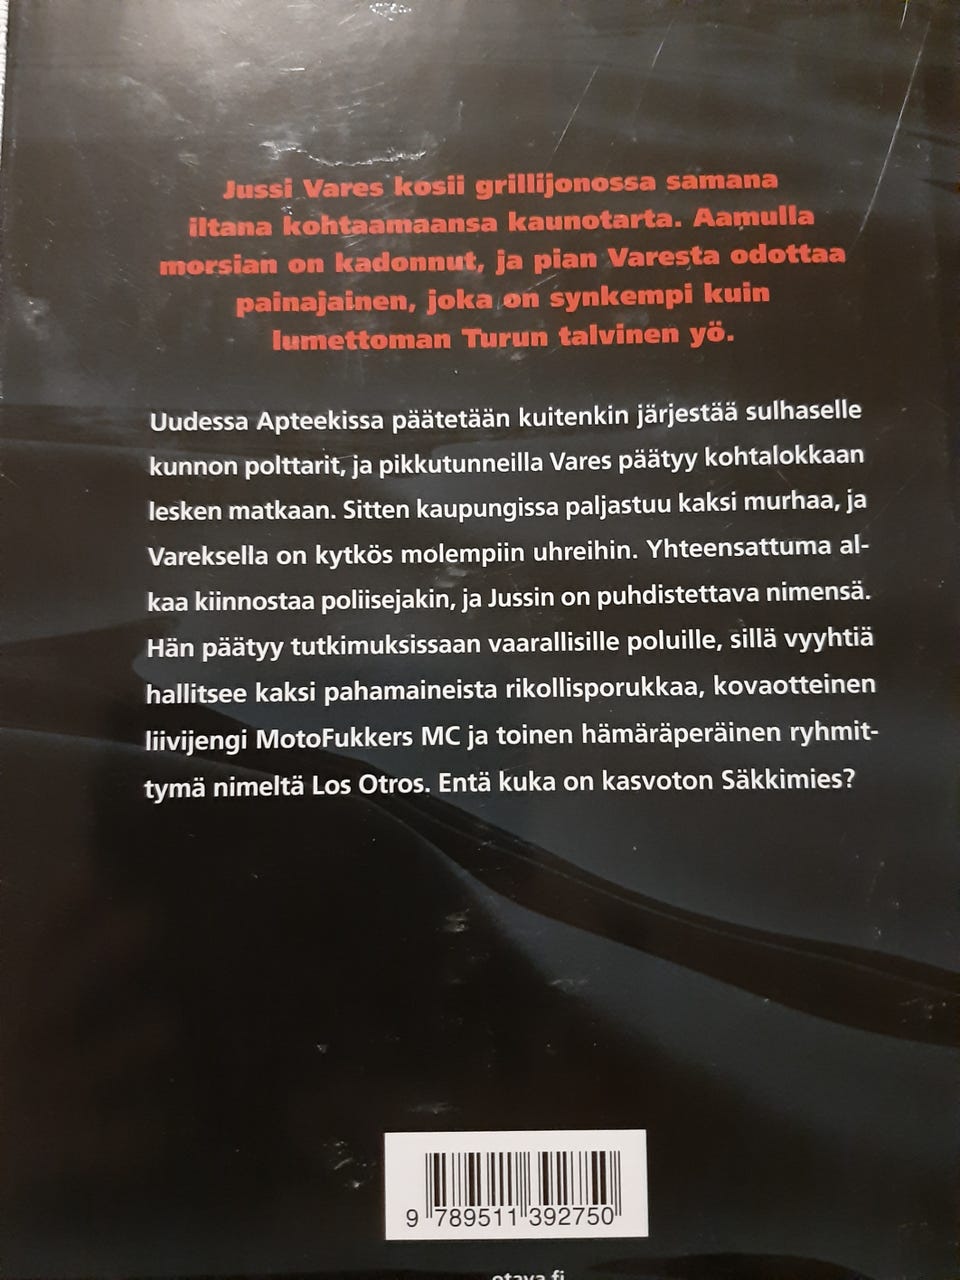 Jussi Vares kosii grillijonossa samana
iltana kohtaamaansa kaunotarta. Aamulla
morsian on kadonnut, ja pian Varesta odottaa
painajainen, joka on synkempi kuin
lumettoman Turun talvinen yö.
Uudessa Apteekissa päätetään kuitenkin järjestää sulhaselle
kunnon polttarit, ja pikkutunneilla Vares päätyy kohtalokkaan
lesken matkaan. Sitten kaupungissa paljastuu kaksi murhaa, ja
Vareksella on kytkös molempiin uhreihin. Yhteensattuma al-
kaa kiinnostaa poliisejakin, ja Jussin on puhdistettava nimensä.
Hän päätyy tutkimuksissaan vaarallisille poluille, sillä vyyhtiä
hallitsee kaksi pahamaineista rikollisporukkaa, kovaotteinen
liivijengi MotoFukkers MC ja toinen hämäräperäinen ryhmit-
tymä nimeltä Los Otros. Entä kuka on kasvoton Säkkimies?
9 789511 392750
otava.fi